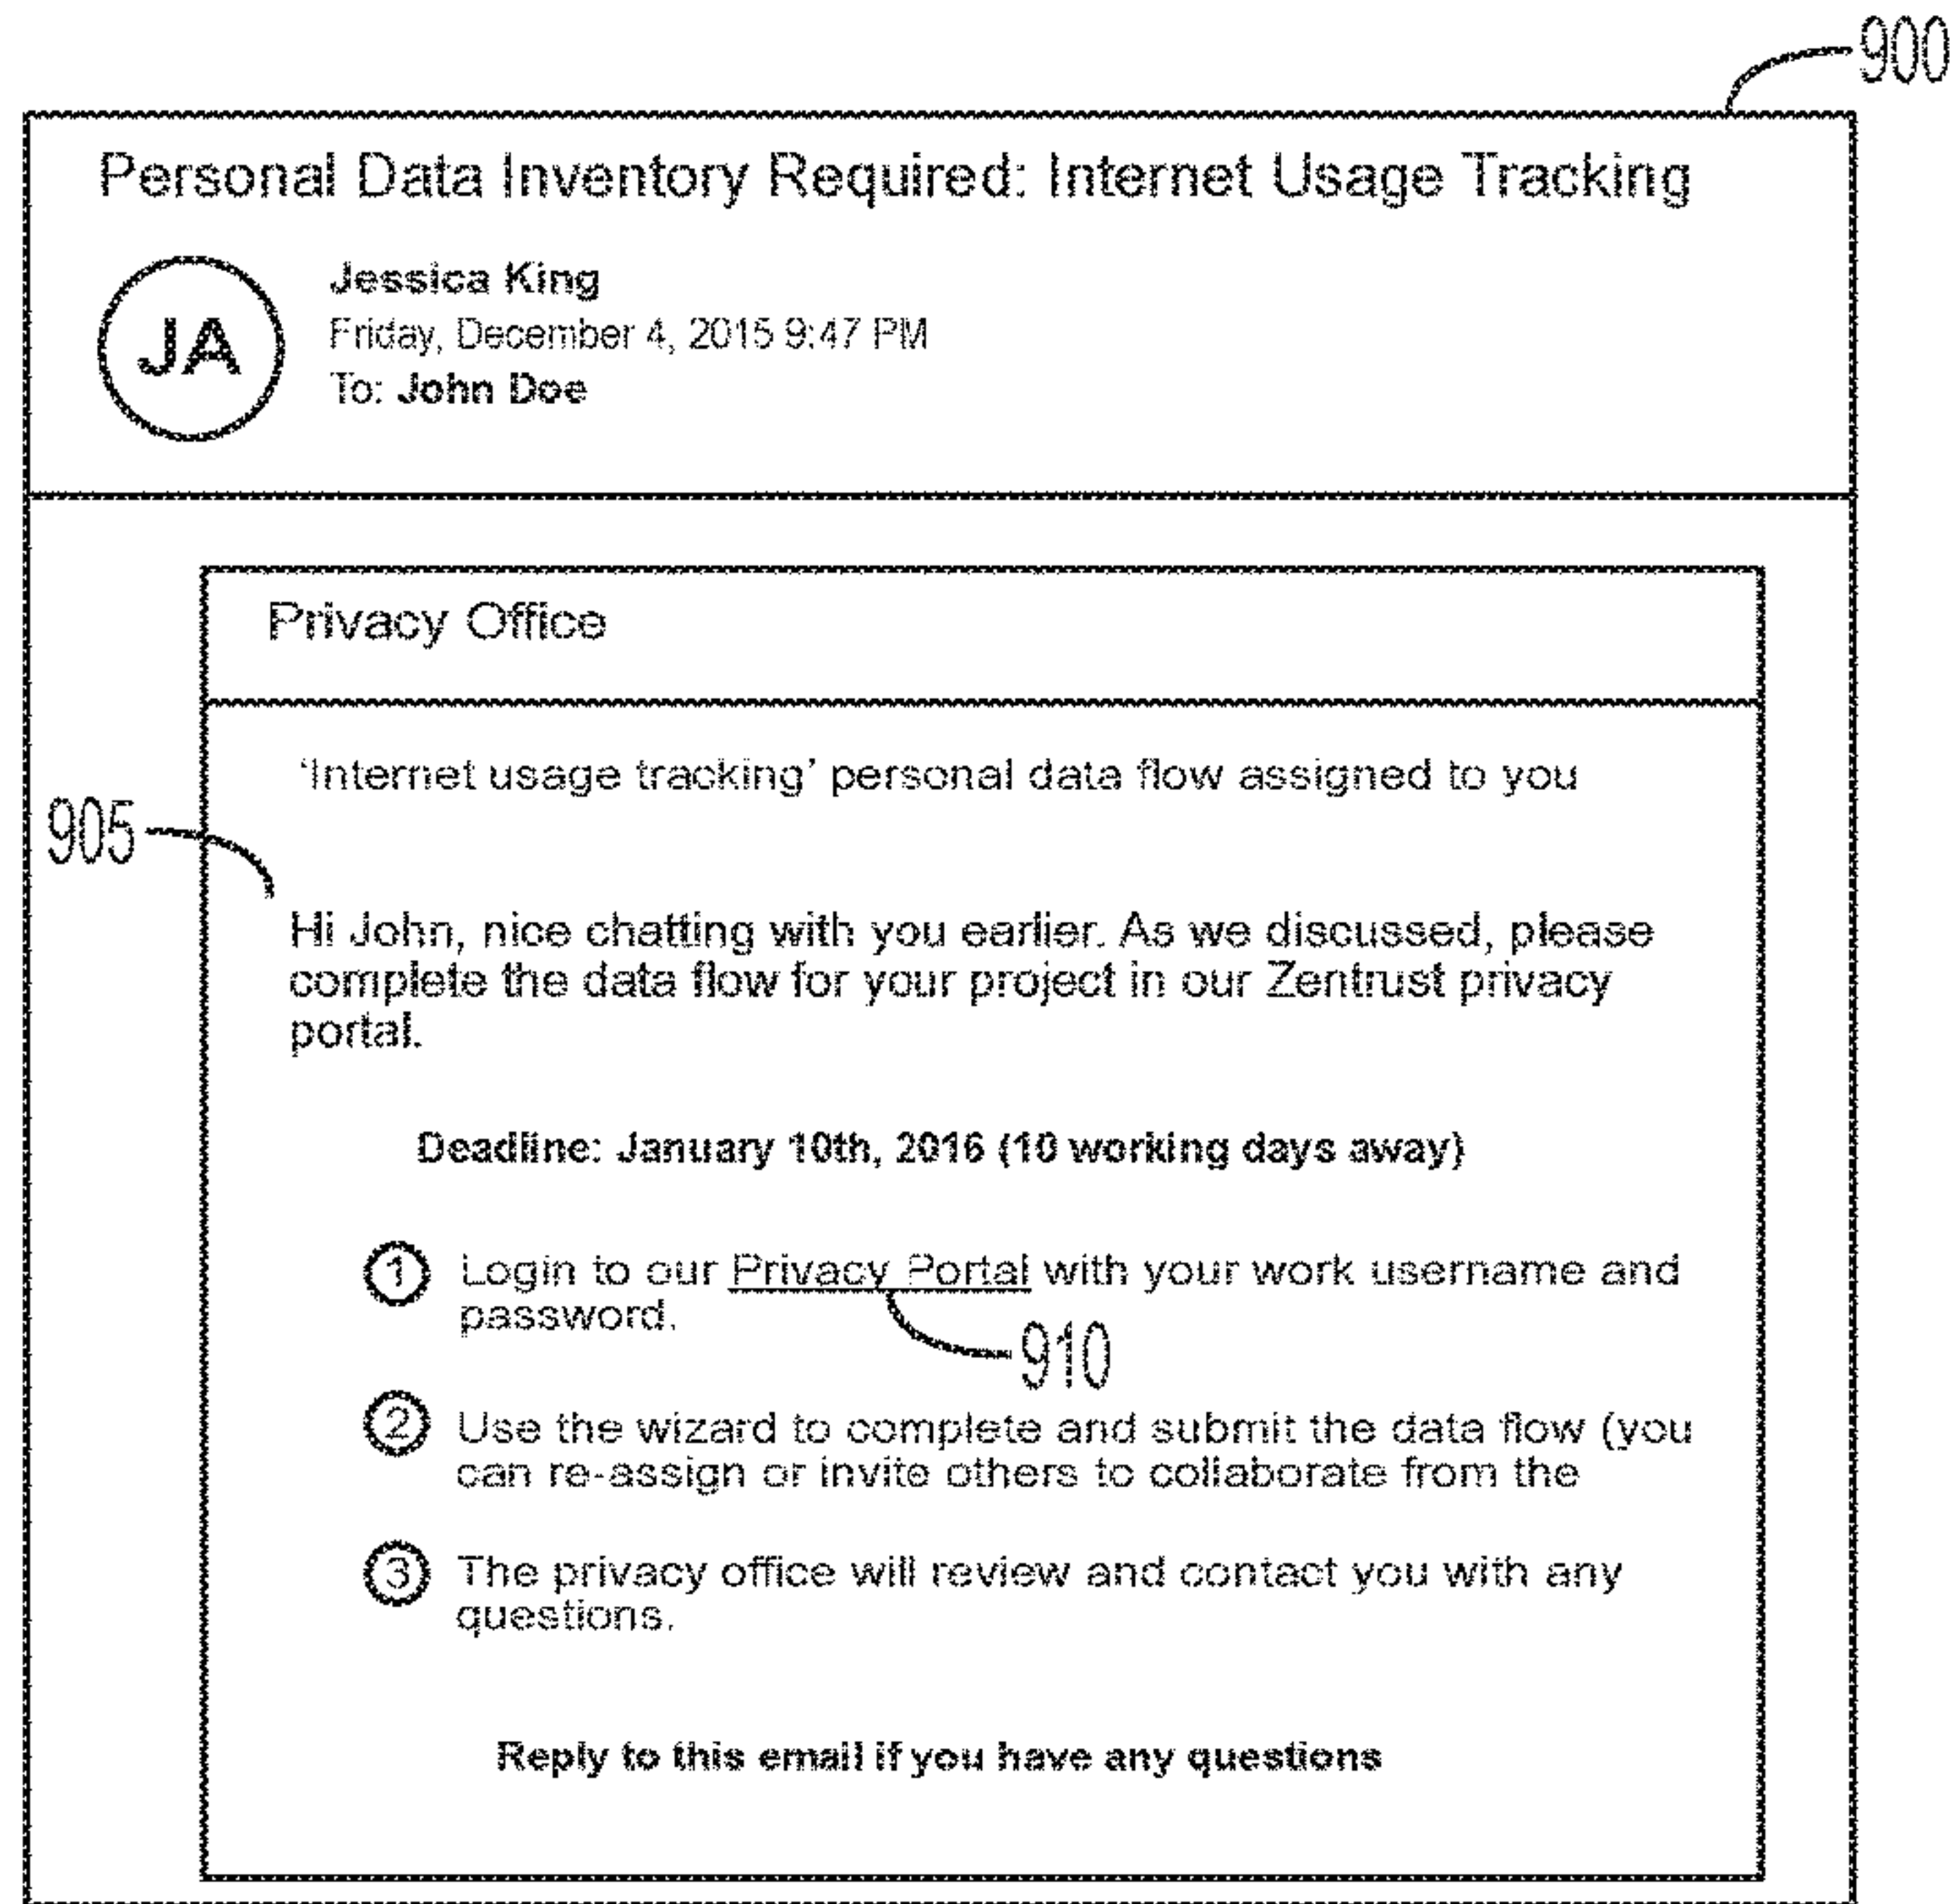 900
Personal Data Inventory Required: Internet Usage Tracking
JA
Jessica King
Friday, December 4, 2015 9:47 PM
To: John Doe
Privacy Office
'Internet usage tracking' personal data flow assigned to you
905
Hi John, nice chatting with you earlier. As we discussed, please
complete the data flow for your project in our Zentrust privacy
portal.
Deadline: January 10th, 2016 (10 working days away)
1 Login to our Privacy Portal with your work username and
password.
910
2 Use the wizard to complete and submit the data flow (you
can re-assign or invite others to collaborate from the
3 The privacy office will review and contact you with any
questions.
Reply to this email if you have any questions